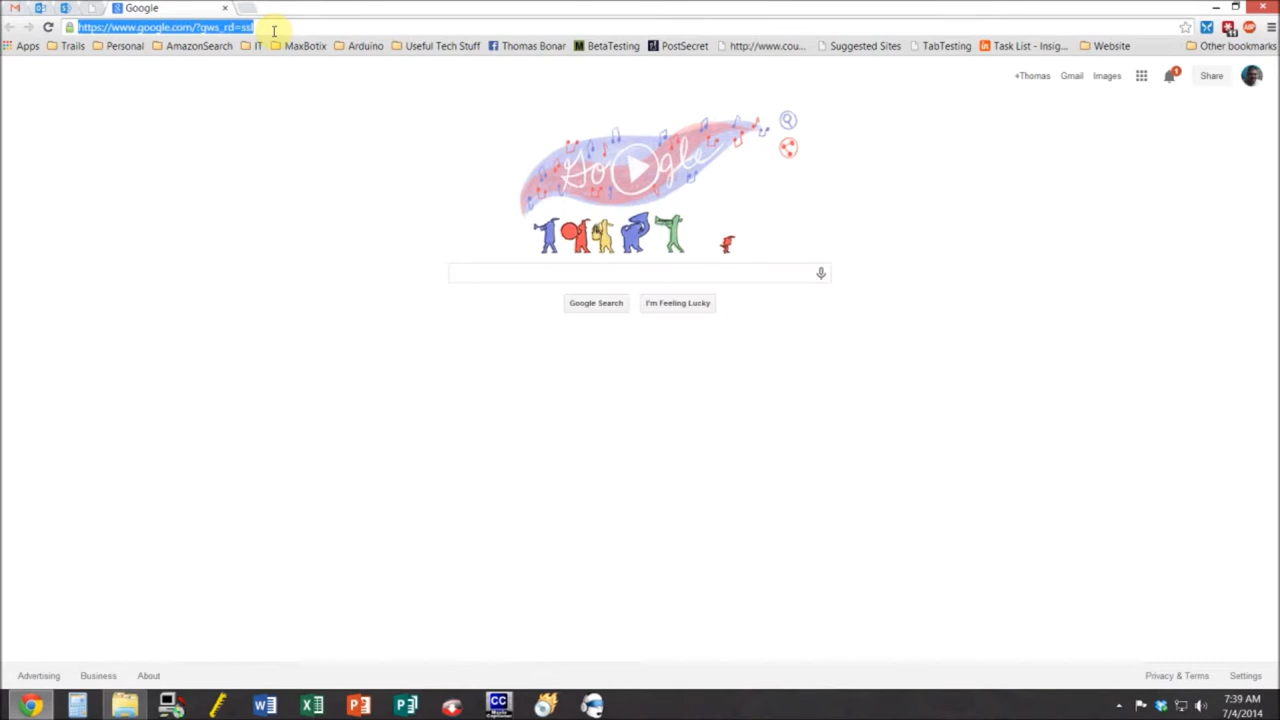 Google
https://www.google.com/?gws_rd=ssl
Apps Trails Personal AmazonSearch IT MaxBotix Arduino Useful Tech Stuff Thomas Bonar BetaTesting PostSecret http://www.cou... Suggested Sites TabTesting Task List - Insig... Website Other bookmarks
+Thomas Gmail Images 1 Share
Google
Google Search I'm Feeling Lucky
Advertising Business About Privacy & Terms Settings
7:39 AM
7/4/2014